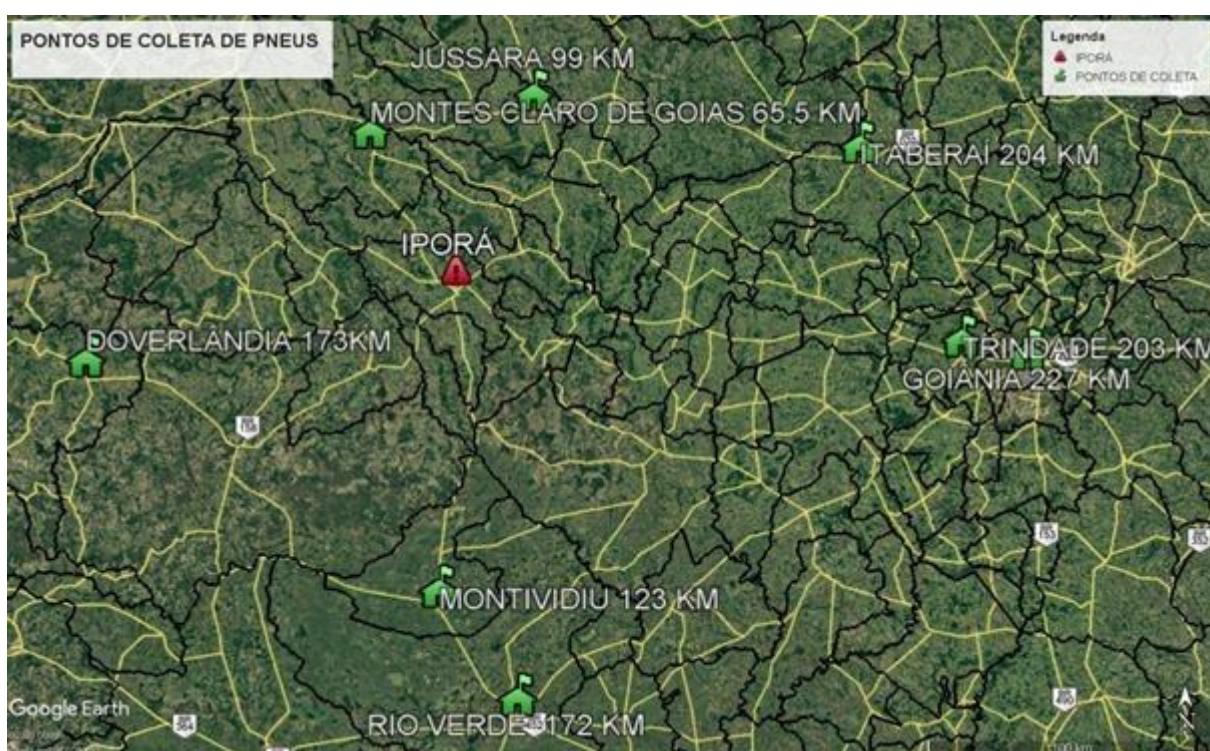 PONTOS DE COLETA DE PNEUS
Legenda
IPORÁ
PONTOS DE COLETA
JUSSARA 99 KM
MONTES CLARO DE GOIAS 65.5 KM
ITABERAÍ 204 KM
IPORÁ
DOVERLÂNDIA 173KM
TRINDADE 203 KM
GOIÂNIA 227 KM
MONTIVIDIU 123 KM
RIO VERDE 172 KM
Google Earth
N